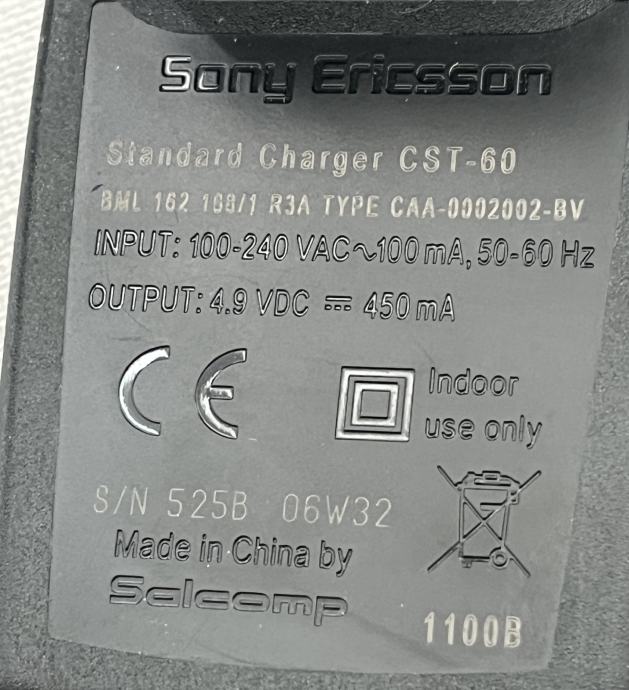 Sony Ericsson
Standard Charger CST-60
BML 162 168/1 R3A TYPE CAA-0002002-BV
INPUT: 100-240 VAC~100 mA, 50-60 Hz
OUTPUT: 4.9 VDC ⎓ 450 mA
CE
Indoor
use only
S/N 525B 06W32
Made in China by
Salcomp
1100B